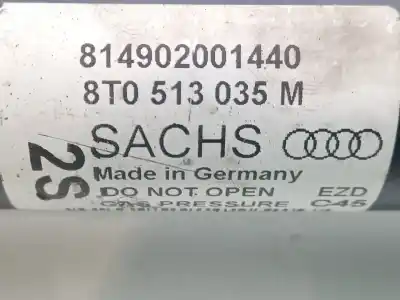 814902001440
8T0 513 035 M
SACHS
2S
Made in Germany
DO NOT OPEN EZD
GAS PRESSURE C45